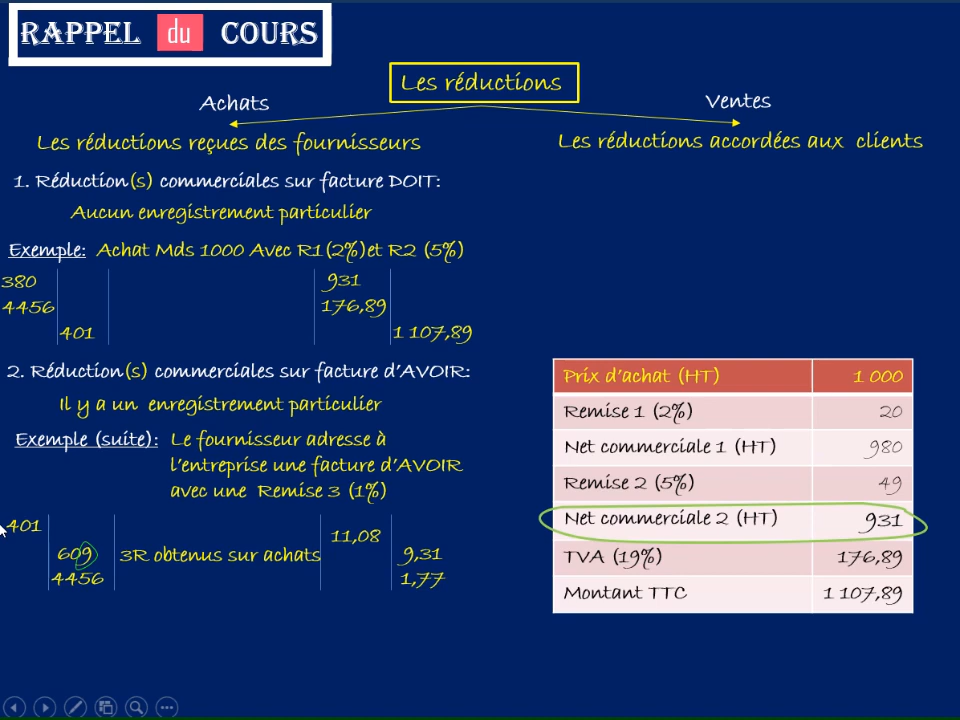 RAPPEL du COURS
Les réductions
Achats
Ventes
Les réductions reçues des fournisseurs
Les réductions accordées aux clients
1. Réduction(s) commerciales sur facture DOIT:
Aucun enregistrement particulier
Exemple: Achat Mds 1000 Avec R1(2%)et R2 (5%)
380 931
4456 176,89
401 1 107,89
2. Réduction(s) commerciales sur facture d'AVOIR:
Il y a un enregistrement particulier
Exemple (suite): Le fournisseur adresse à
l'entreprise une facture d'AVOIR
avec une Remise 3 (1%)
401 11,08
609 3R obtenus sur achats 9,31
4456 1,77
Prix d'achat (HT) 1 000
Remise 1 (2%) 20
Net commerciale 1 (HT) 980
Remise 2 (5%) 49
Net commerciale 2 (HT) 931
TVA (19%) 176,89
Montant TTC 1 107,89